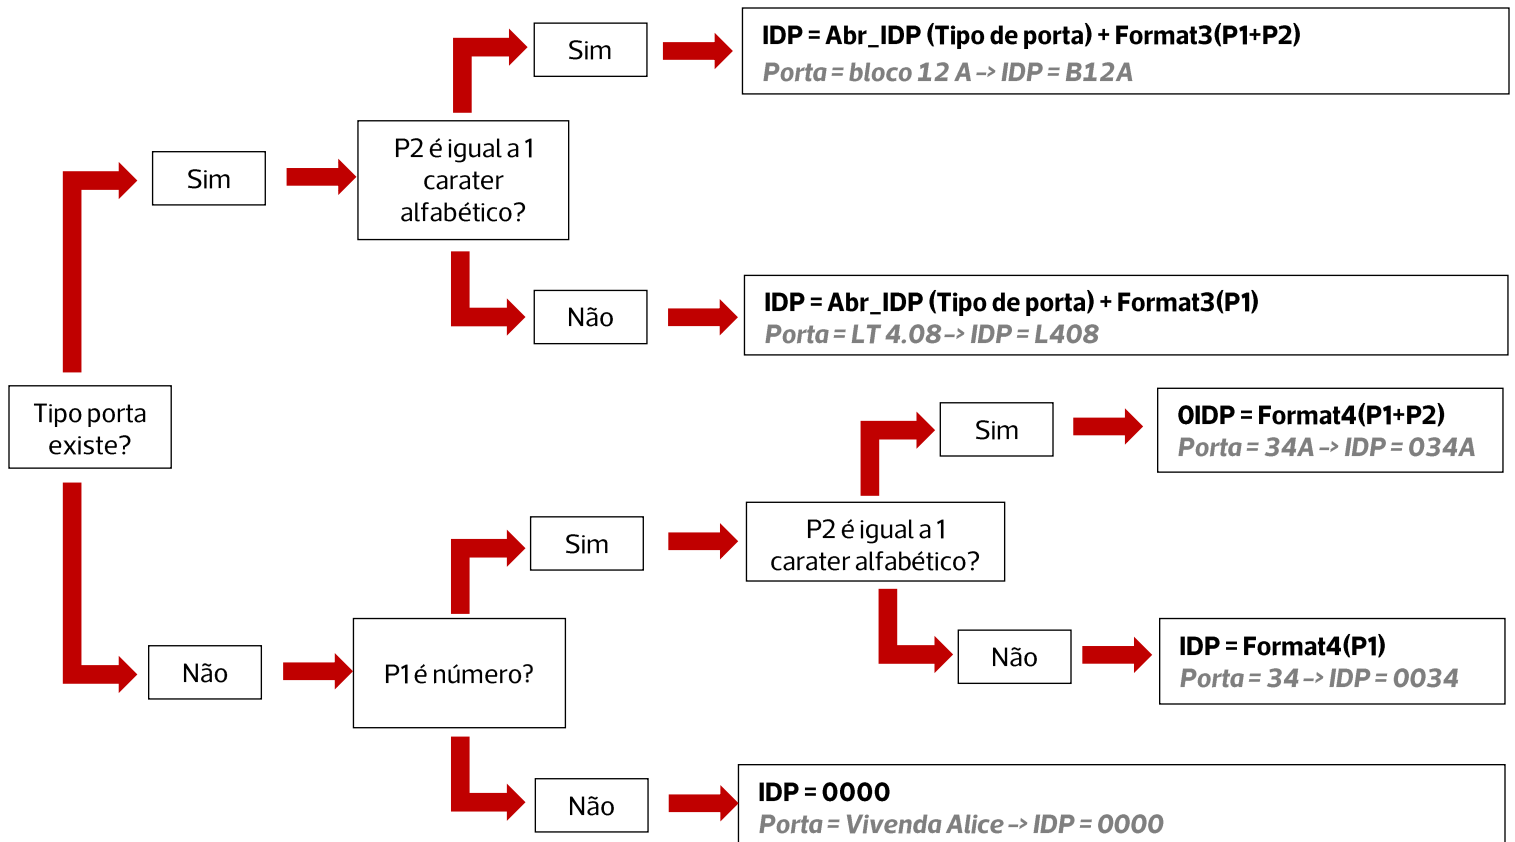 Sim
IDP = Abr_IDP (Tipo de porta) + Format3(P1+P2)
Porta = bloco 12 A -> IDP = B12A
P2 é igual a 1
carater
alfabético?
Sim
Não
IDP = Abr_IDP (Tipo de porta) + Format3(P1)
Porta = LT 4.08 -> IDP = L408
Tipo porta
existe?
Sim
0IDP = Format4(P1+P2)
Porta = 34A -> IDP = 034A
Sim
P2 é igual a 1
carater alfabético?
Não
P1 é número?
Não
IDP = Format4(P1)
Porta = 34 -> IDP = 0034
Não
IDP = 0000
Porta = Vivenda Alice -> IDP = 0000